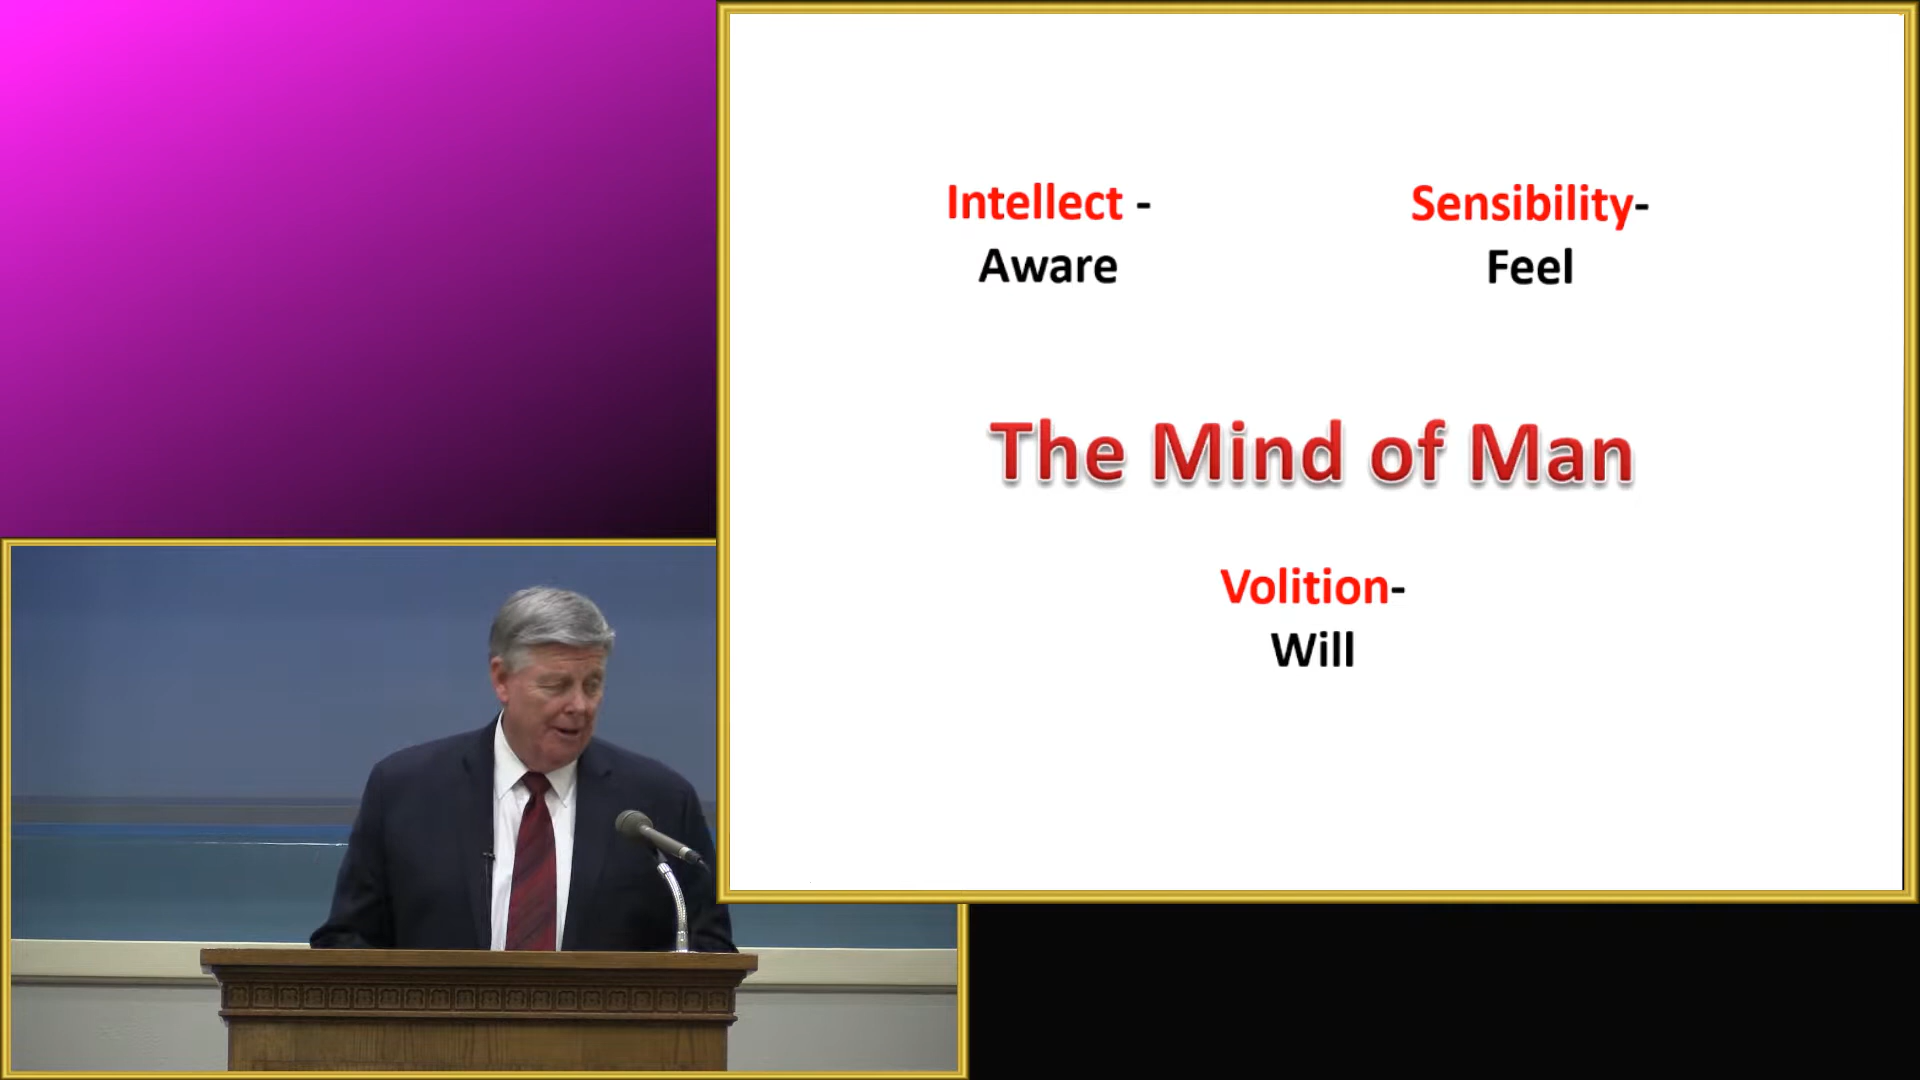 Intellect -
Aware
Sensibility-
Feel
The Mind of Man
Volition-
Will